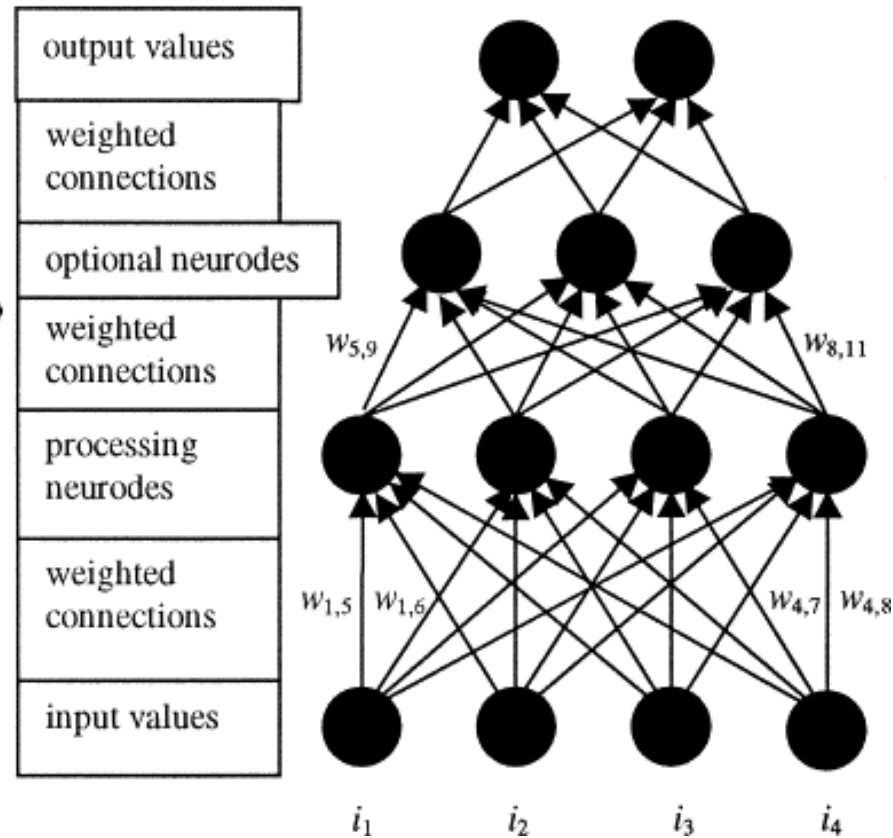 output values
weighted
connections
optional neurodes
weighted
connections
w5,9
w8,11
processing
neurodes
weighted
connections
w1,5
w1,6
w4,7
w4,8
input values
i1
i2
i3
i4